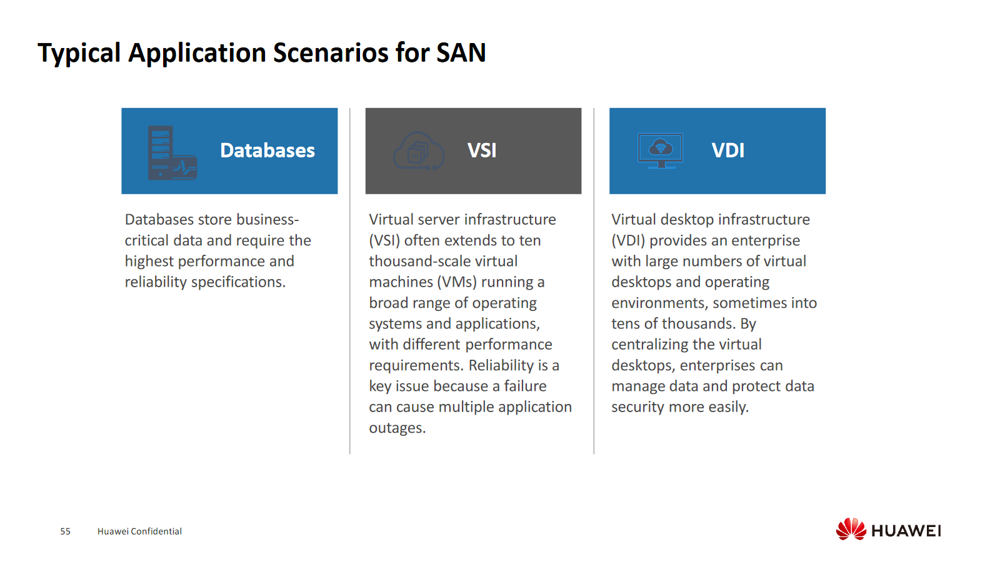 Typical Application Scenarios for SAN
Databases
Databases store business-
critical data and require the
highest performance and
reliability specifications.
VSI
Virtual server infrastructure
(VSI) often extends to ten
thousand-scale virtual
machines (VMs) running a
broad range of operating
systems and applications,
with different performance
requirements. Reliability is a
key issue because a failure
can cause multiple application
outages.
VDI
Virtual desktop infrastructure
(VDI) provides an enterprise
with large numbers of virtual
desktops and operating
environments, sometimes into
tens of thousands. By
centralizing the virtual
desktops, enterprises can
manage data and protect data
security more easily.
55 Huawei Confidential
HUAWEI